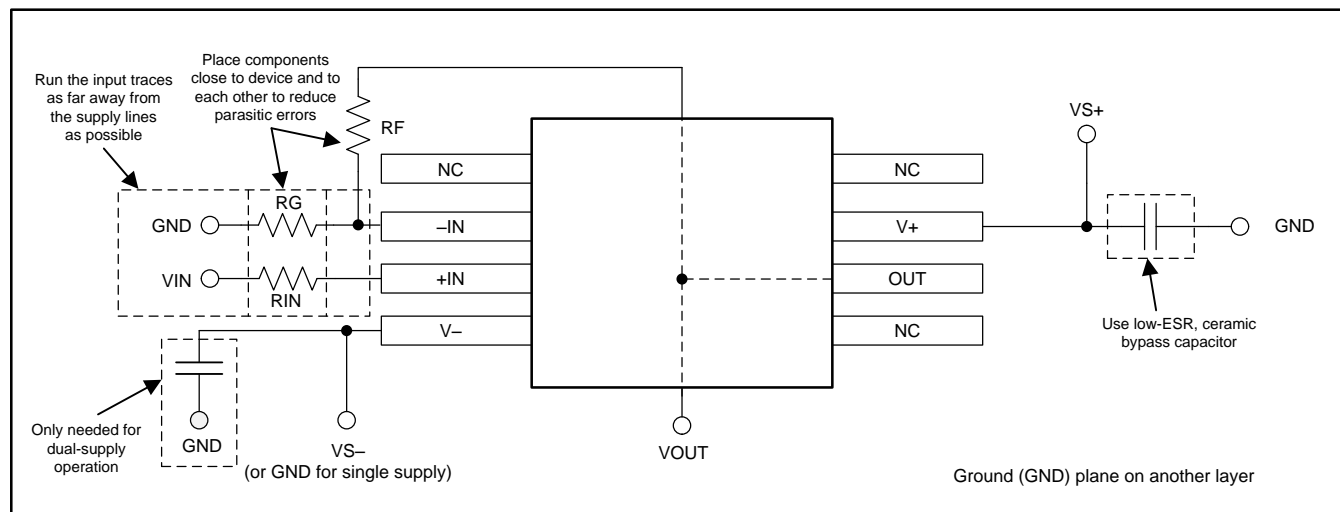 Run the input traces
as far away from
the supply lines
as possible
Place components
close to device and to
each other to reduce
parasitic errors
RF
VS+
NC
NC
RG
GND
–IN
V+
GND
VIN
+IN
OUT
RIN
V–
NC
Use low-ESR, ceramic
bypass capacitor
Only needed for
dual-supply
operation
GND
VS–
(or GND for single supply)
VOUT
Ground (GND) plane on another layer